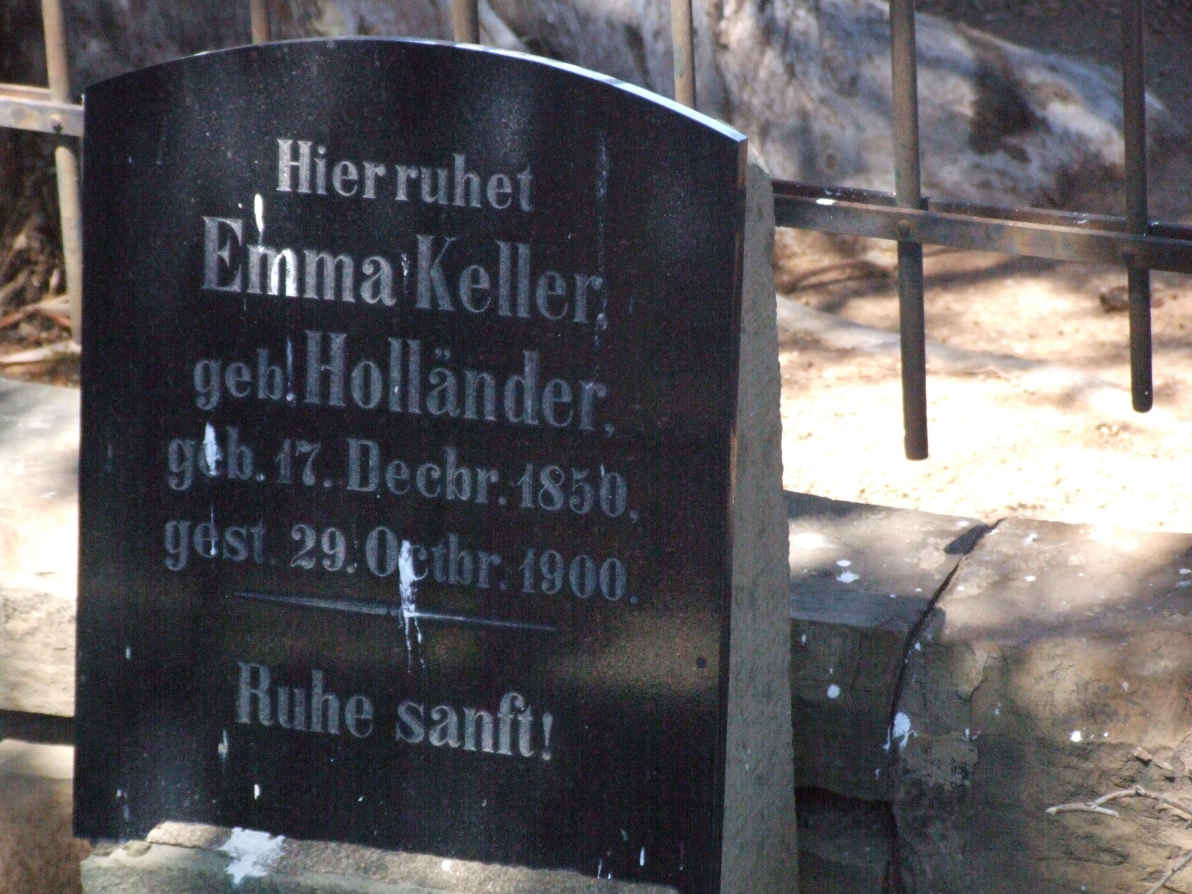 Hier ruhet
Emma Keller,
geb. Holländer,
geb. 17. Decbr. 1850,
gest. 29. Octbr. 1900.
Ruhe sanft!